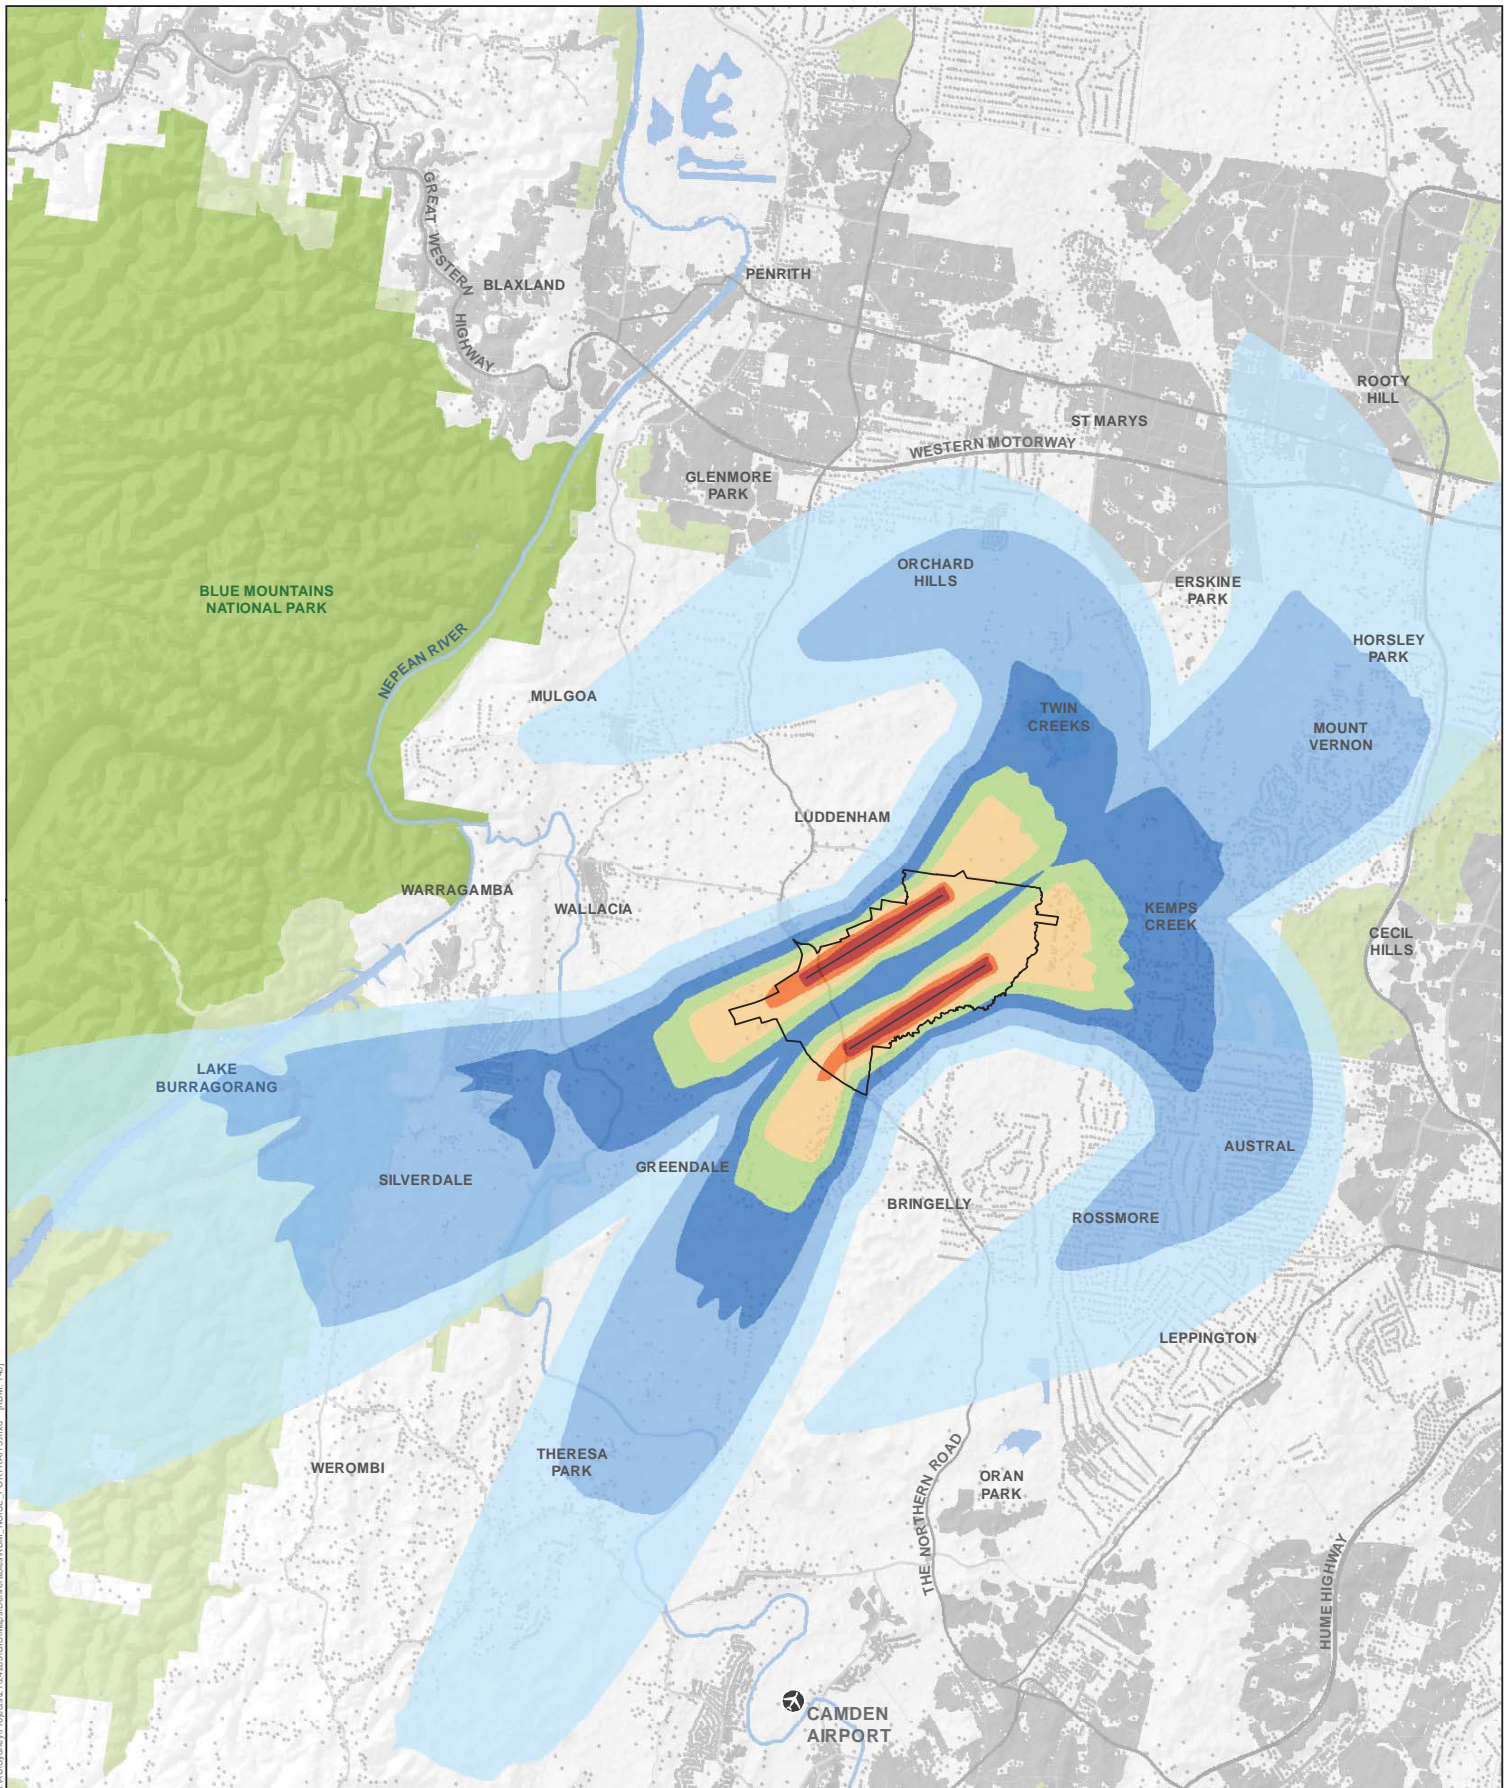 GREAT WESTERN
HIGHWAY
BLAXLAND
PENRITH
ROOTY
HILL
ST MARYS
WESTERN MOTORWAY
GLENMORE
PARK
ORCHARD
HILLS
ERSKINE
PARK
BLUE MOUNTAINS
NATIONAL PARK
NEPEAN RIVER
HORSLEY
PARK
MULGOA
TWIN
CREEKS
MOUNT
VERNON
LUDDENHAM
WARRAGAMBA
WALLACIA
KEMPS
CREEK
CECIL
HILLS
LAKE
BURRAGORANG
SILVERDALE
GREENDALE
AUSTRAL
BRINGELLY
ROSSMORE
LEPPINGTON
THERESA
PARK
WEROMBI
ORAN
PARK
THE NORTHERN ROAD
HUME HIGHWAY
CAMDEN
AIRPORT